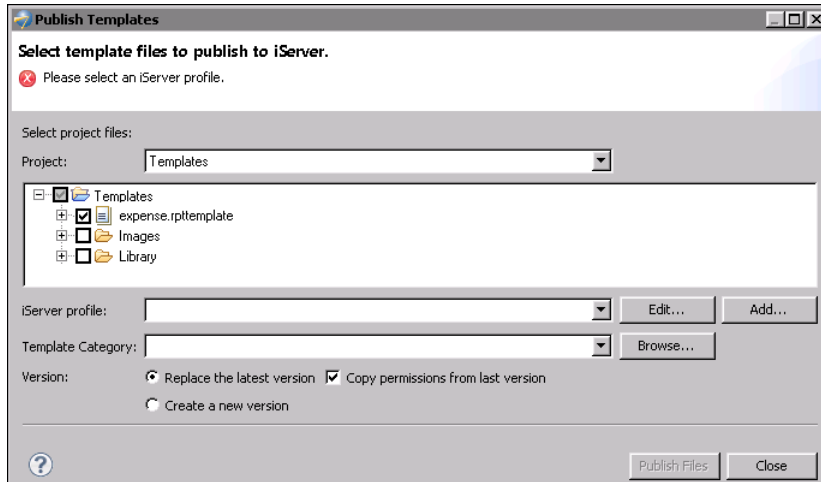 Publish Templates
Select template files to publish to iServer.
Please select an iServer profile.
Select project files:
Project: Templates
Templates
expense.rpttemplate
Images
Library
iServer profile: Edit... Add...
Template Category: Browse...
Version: Replace the latest version Copy permissions from last version
Create a new version
? Publish Files Close